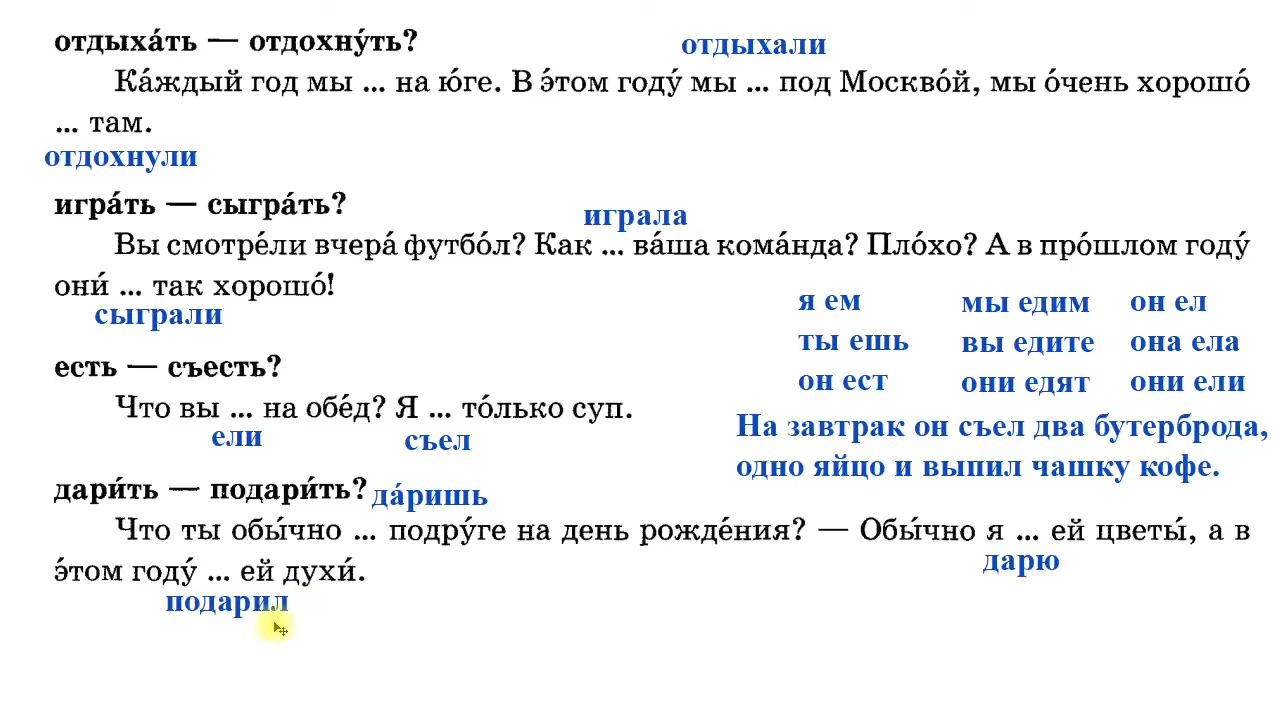 отдыха́ть — отдохну́ть?
отдыхали
Ка́ждый год мы ... на ю́ге. В э́том году́ мы ... под Москво́й, мы о́чень хорошо́
... там.
отдохнули
игра́ть — сыгра́ть?
играла
Вы смотре́ли вчера́ футбо́л? Как ... ва́ша кома́нда? Пло́хо? А в про́шлом году́
они́ ... так хорошо́!
сыграли
я ем мы едим он ел
ты ешь вы едите она ела
он ест они едят они ели
есть — съесть?
Что вы ... на обе́д? Я ... то́лько суп.
ели съел
На завтрак он съел два бутерброда,
одно яйцо и выпил чашку кофе.
дари́ть — подари́ть? да́ришь
Что ты обы́чно ... подру́ге на день рожде́ния? — Обы́чно я ... ей цветы́, а в
дарю
э́том году́ ... ей духи́.
подарил